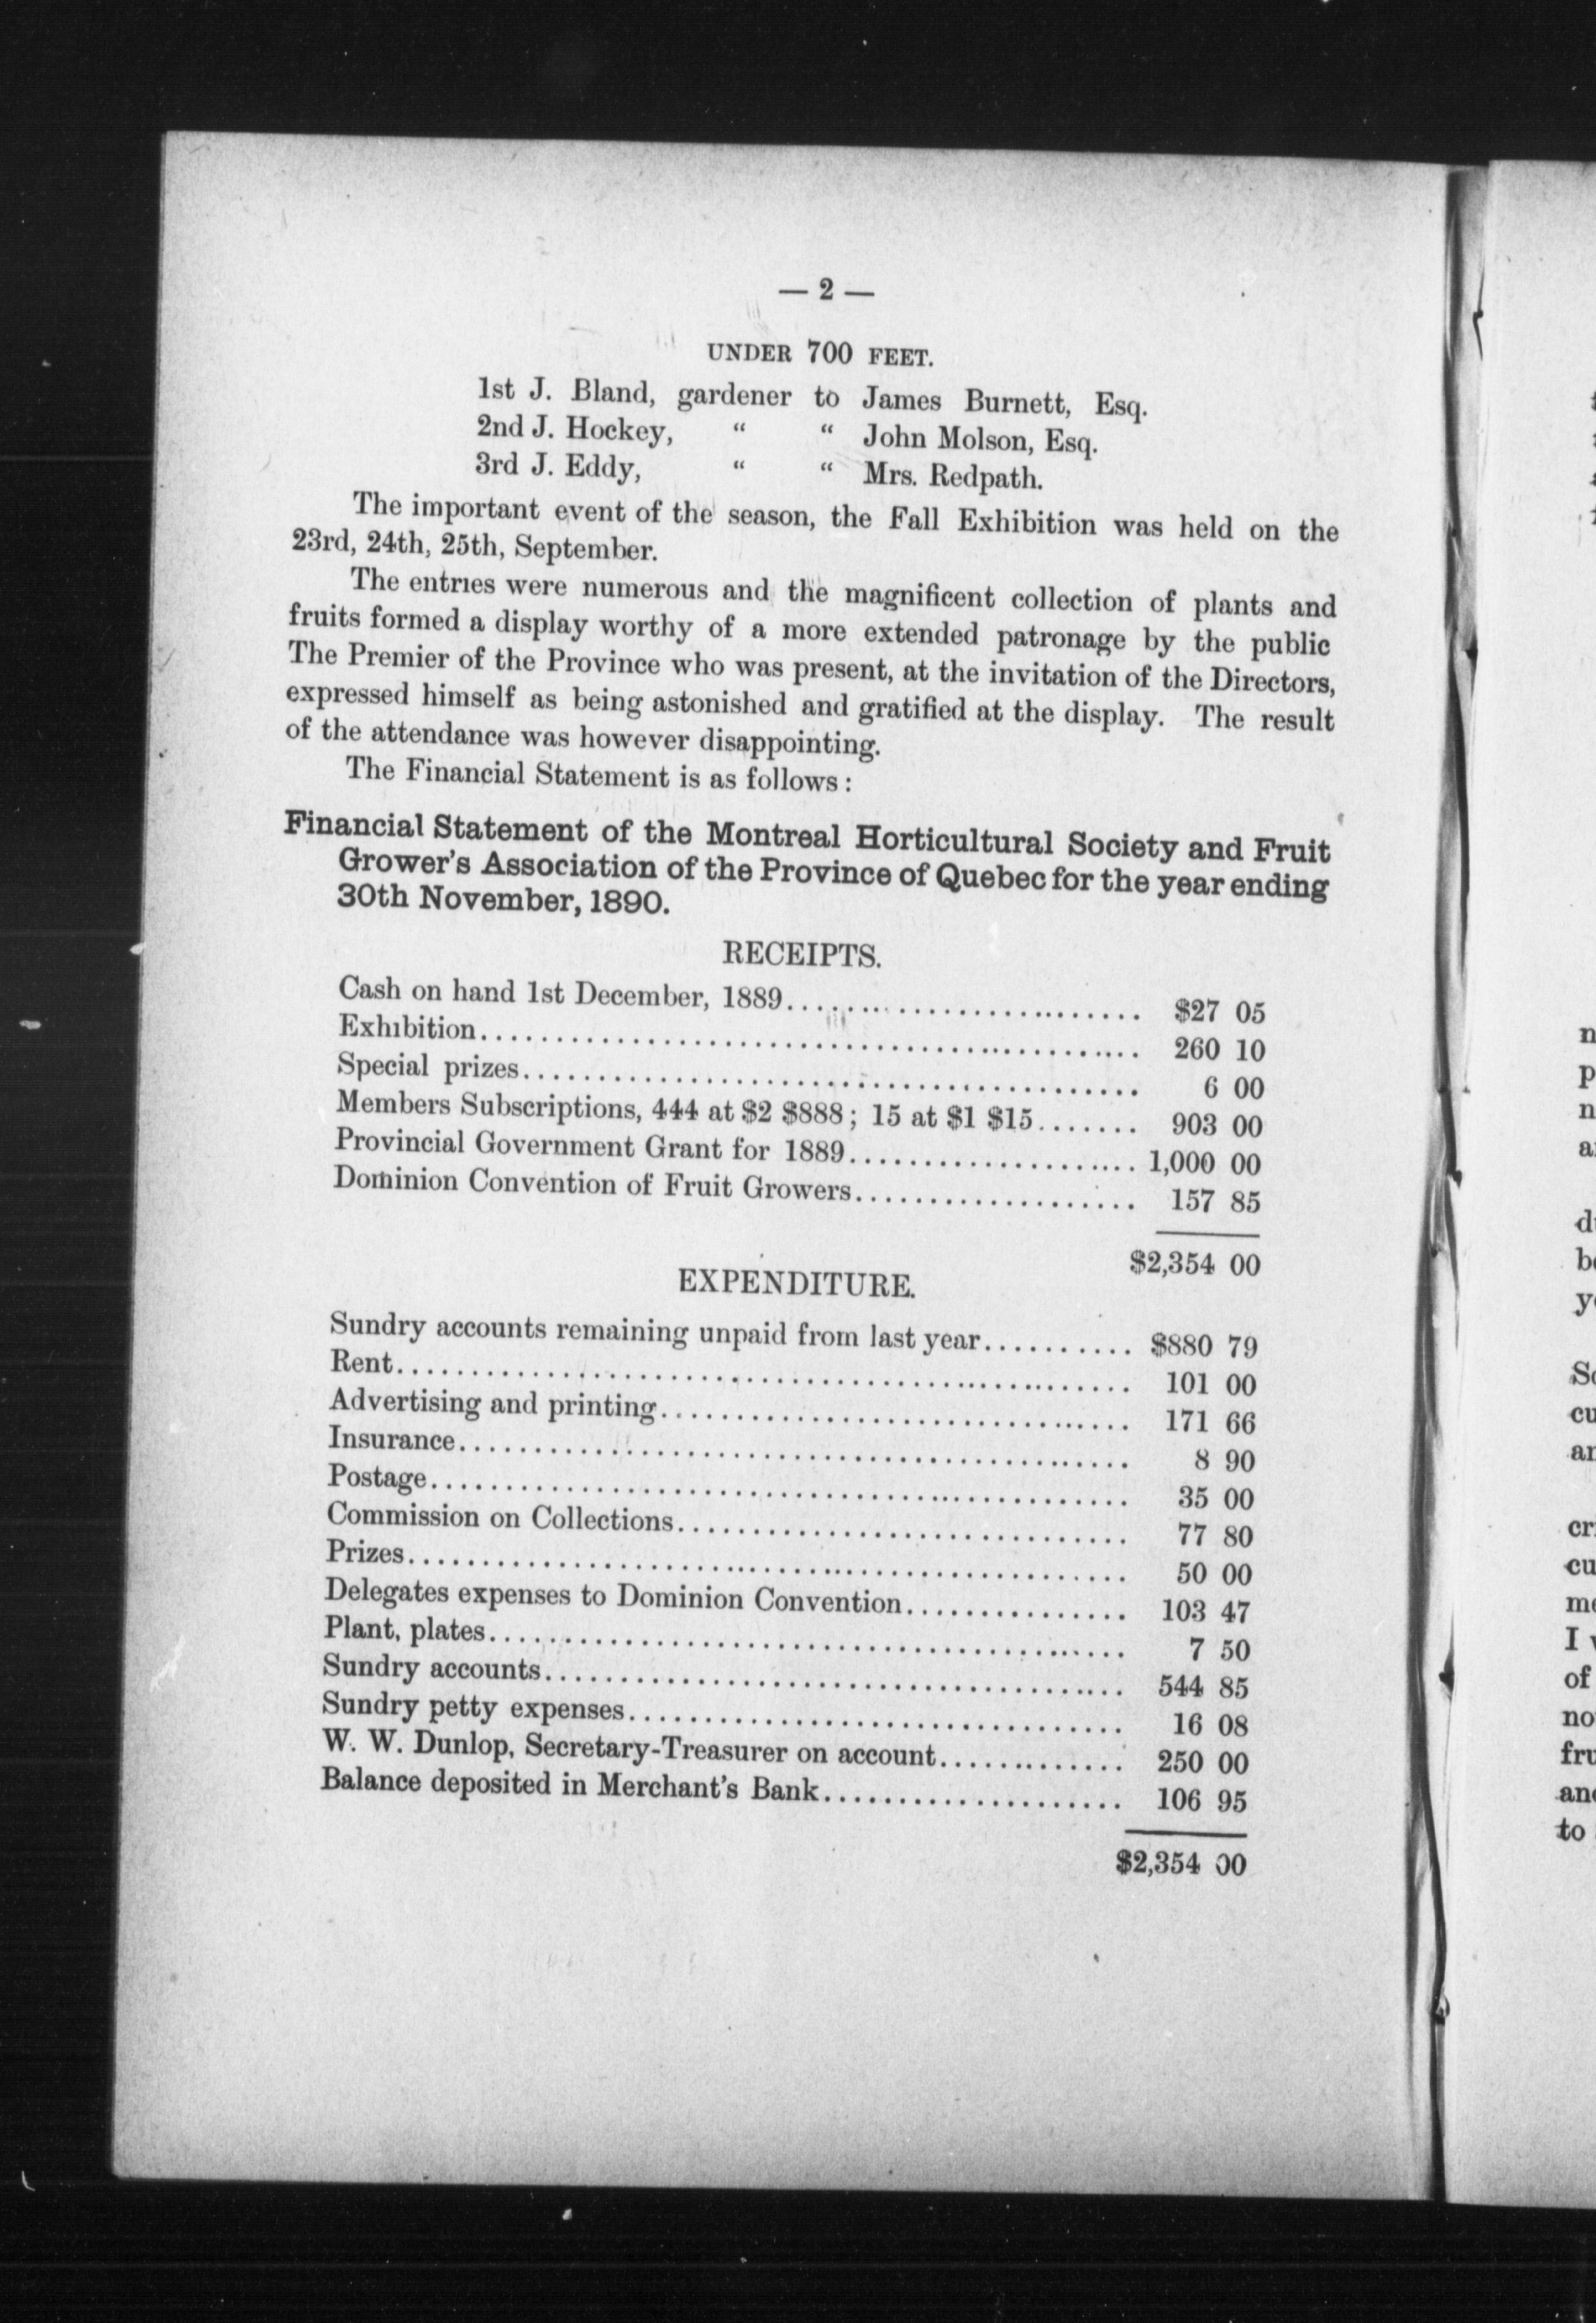 — 2 —
UNDER 700 FEET.
1st J. Bland, gardener to James Burnett, Esq.
2nd J. Hockey, “ “ John Molson, Esq.
3rd J. Eddy, “ “ Mrs. Redpath.
The important event of the season, the Fall Exhibition was held on the
23rd, 24th, 25th, September.
The entries were numerous and the magnificent collection of plants and
fruits formed a display worthy of a more extended patronage by the public
The Premier of the Province who was present, at the invitation of the Directors,
expressed himself as being astonished and gratified at the display. The result
of the attendance was however disappointing.
The Financial Statement is as follows:
Financial Statement of the Montreal Horticultural Society and Fruit
Grower's Association of the Province of Quebec for the year ending
30th November, 1890.
RECEIPTS.
Cash on hand 1st December, 1889........................ $27 05
Exhibition............................................ 260 10
Special prizes......................................... 6 00
Members Subscriptions, 444 at $2 $888; 15 at $1 $15....... 903 00
Provincial Government Grant for 1889.................... 1,000 00
Dominion Convention of Fruit Growers................... 157 85
$2,354 00
EXPENDITURE.
Sundry accounts remaining unpaid from last year.......... $880 79
Rent.................................................. 101 00
Advertising and printing................................ 171 66
Insurance.............................................. 8 90
Postage................................................ 35 00
Commission on Collections.............................. 77 80
Prizes................................................. 50 00
Delegates expenses to Dominion Convention............... 103 47
Plant, plates........................................... 7 50
Sundry accounts....................................... 544 85
Sundry petty expenses................................. 16 08
W. W. Dunlop, Secretary-Treasurer on account............. 250 00
Balance deposited in Merchant's Bank.................... 106 95
$2,354 00